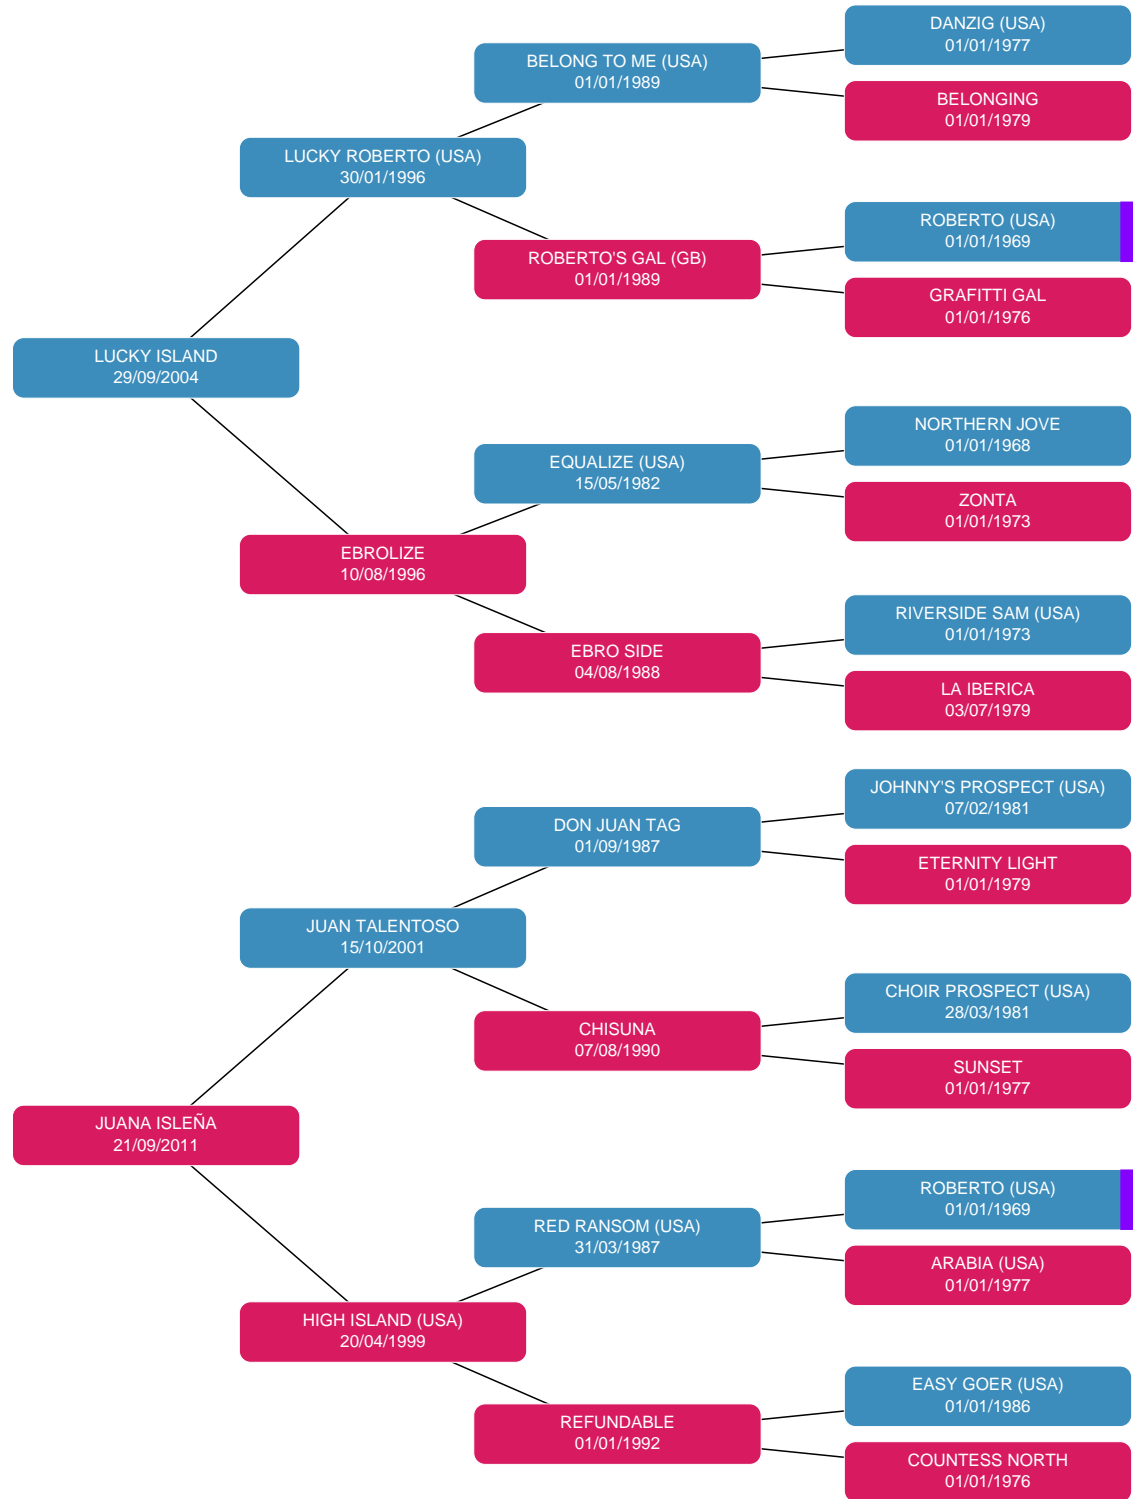 DANZIG (USA)
01/01/1977
BELONG TO ME (USA)
01/01/1989
BELONGING
01/01/1979
LUCKY ROBERTO (USA)
30/01/1996
ROBERTO (USA)
01/01/1969
ROBERTO'S GAL (GB)
01/01/1989
GRAFITTI GAL
01/01/1976
LUCKY ISLAND
29/09/2004
NORTHERN JOVE
01/01/1968
EQUALIZE (USA)
15/05/1982
ZONTA
01/01/1973
EBROLIZE
10/08/1996
RIVERSIDE SAM (USA)
01/01/1973
EBRO SIDE
04/08/1988
LA IBERICA
03/07/1979
JOHNNY'S PROSPECT (USA)
07/02/1981
DON JUAN TAG
01/09/1987
ETERNITY LIGHT
01/01/1979
JUAN TALENTOSO
15/10/2001
CHOIR PROSPECT (USA)
28/03/1981
CHISUNA
07/08/1990
SUNSET
01/01/1977
JUANA ISLEÑA
21/09/2011
ROBERTO (USA)
01/01/1969
RED RANSOM (USA)
31/03/1987
ARABIA (USA)
01/01/1977
HIGH ISLAND (USA)
20/04/1999
EASY GOER (USA)
01/01/1986
REFUNDABLE
01/01/1992
COUNTESS NORTH
01/01/1976